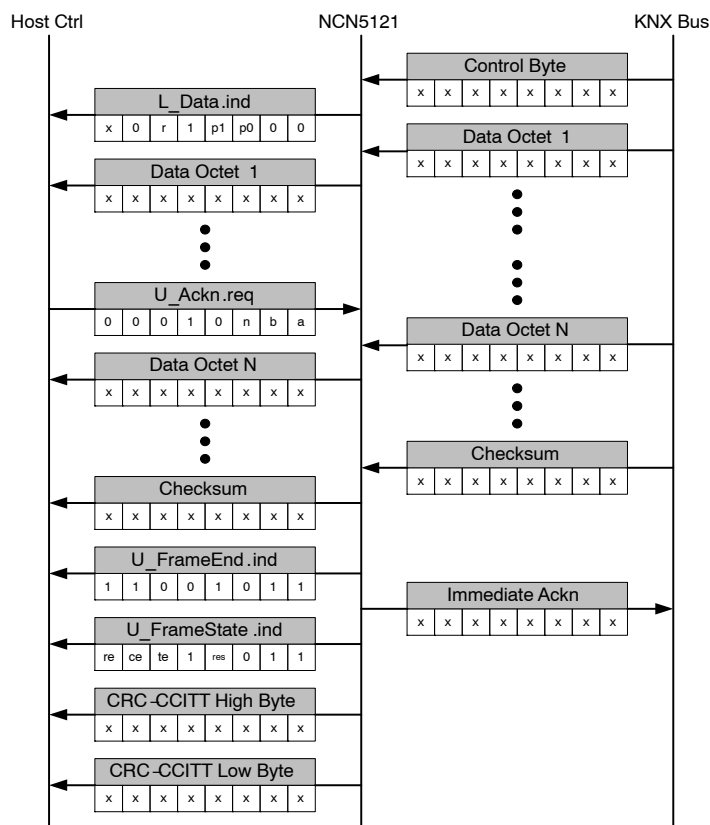 Host Ctrl NCN5121 KNX Bus
Control Byte
x x x x x x x x
L_Data.ind
x 0 r 1 p1 p0 0 0
Data Octet 1
x x x x x x x x
Data Octet 1
x x x x x x x x
U_Ackn.req
0 0 0 1 0 n b a
Data Octet N
x x x x x x x x
Data Octet N
x x x x x x x x
Checksum
x x x x x x x x
Checksum
x x x x x x x x
U_FrameEnd.ind
1 1 0 0 1 0 1 1
Immediate Ackn
x x x x x x x x
U_FrameState.ind
re ce te 1 res 0 1 1
CRC-CCITT High Byte
x x x x x x x x
CRC-CCITT Low Byte
x x x x x x x x